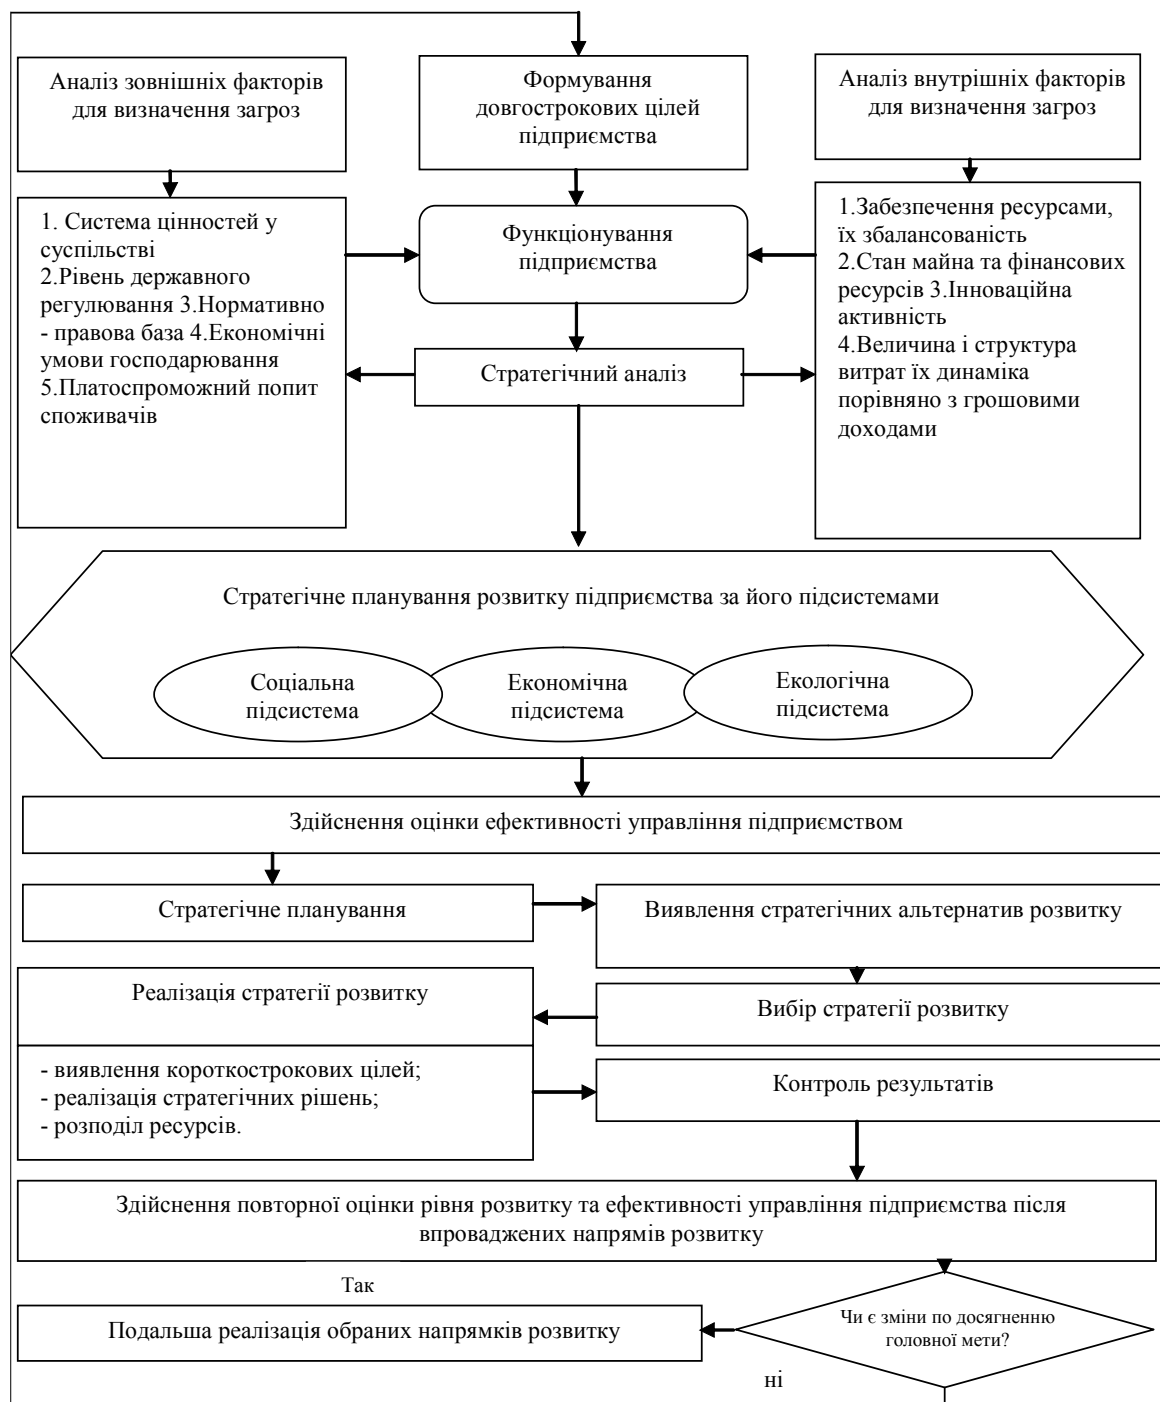 Аналіз зовнішніх факторів
для визначення загроз
Формування
довгострокових цілей
підприємства
Аналіз внутрішніх факторів
для визначення загроз
1. Система цінностей у
суспільстві
2.Рівень державного
регулювання 3.Нормативно
- правова база 4.Економічні
умови господарювання
5.Платоспроможний попит
споживачів
Функціонування
підприємства
Стратегічний аналіз
1.Забезпечення ресурсами,
їх збалансованість
2.Стан майна та фінансових
ресурсів 3.Інноваційна
активність
4.Величина і структура
витрат їх динаміка
порівняно з грошовими
доходами
Стратегічне планування розвитку підприємства за його підсистемами
Соціальна
підсистема
Економічна
підсистема
Екологічна
підсистема
Здійснення оцінки ефективності управління підприємством
Стратегічне планування
Виявлення стратегічних альтернатив розвитку
Реалізація стратегії розвитку
Вибір стратегії розвитку
- виявлення короткострокових цілей;
- реалізація стратегічних рішень;
- розподіл ресурсів.
Контроль результатів
Здійснення повторної оцінки рівня розвитку та ефективності управління підприємства після
впроваджених напрямів розвитку
Так
Чи є зміни по досягненню
головної мети?
Подальша реалізація обраних напрямків розвитку
ні